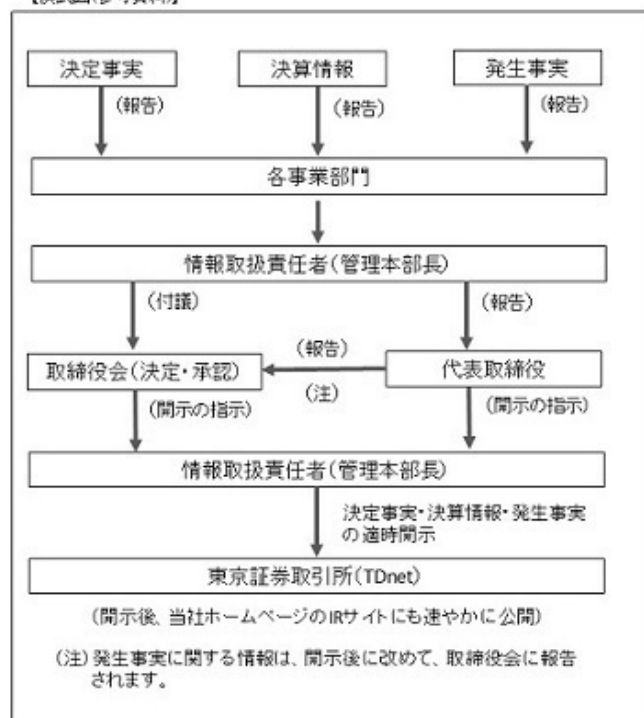 【模式図(参考資料)】
決定事実
決算情報
発生事実
(報告)
(報告)
(報告)
各事業部門
情報取扱責任者(管理本部長)
(付議)
(報告)
取締役会(決定・承認)
(報告)
(注)
代表取締役
(開示の指示)
(開示の指示)
情報取扱責任者(管理本部長)
決定事実・決算情報・発生事実
の適時開示
東京証券取引所(TDnet)
(開示後、当社ホームページのIRサイトにも速やかに公開)
(注)発生事実に関する情報は、開示後に改めて、取締役会に報告
されます。